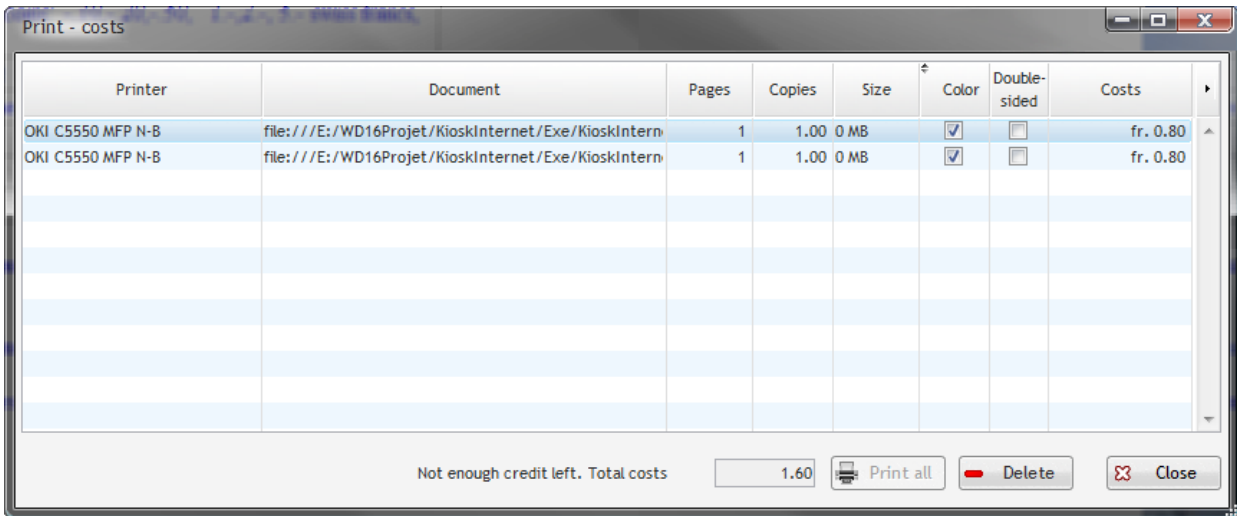 Print - costs
Printer Document Pages Copies Size Color Double-sided Costs
OKI C5550 MFP N-B file:///E:/WD16Projet/KioskInternet/Exe/KioskIntern 1 1.00 0 MB fr. 0.80
OKI C5550 MFP N-B file:///E:/WD16Projet/KioskInternet/Exe/KioskIntern 1 1.00 0 MB fr. 0.80
Not enough credit left. Total costs 1.60 Print all Delete Close